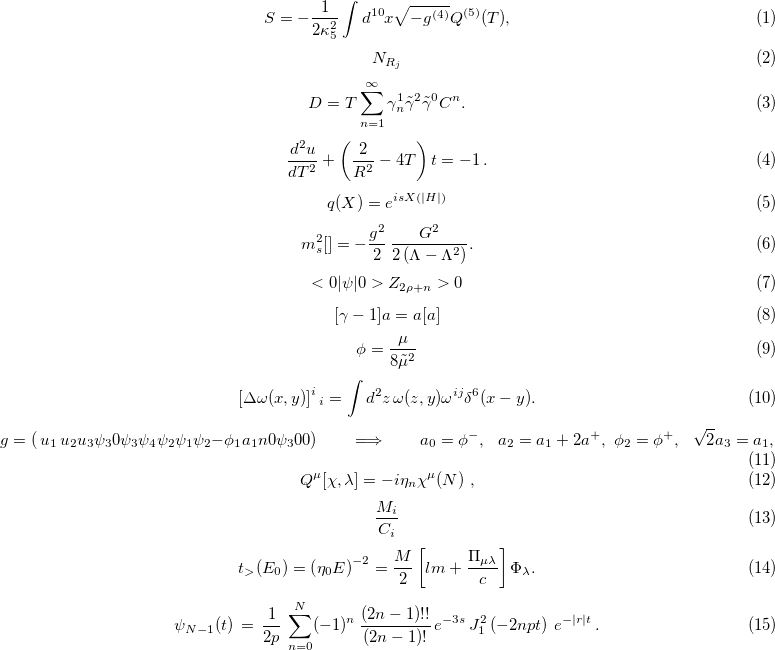 S = -\frac{1}{2\kappa_5^2} \int d^{10}x \sqrt{-g^{(4)}} Q^{(5)}(T), (1)
N_{R_j} (2)
D = T \sum_{n=1}^{\infty} \gamma_n^1 \tilde{\gamma}^2 \tilde{\gamma}^0 C^n. (3)
\frac{d^2 u}{dT^2} + \left( \frac{2}{R^2} - 4T \right) t = -1 . (4)
q(X) = e^{isX(|H|)} (5)
m_s^2[] = -\frac{g^2}{2} \frac{G^2}{2(\Lambda - \Lambda^2)}. (6)
< 0|\psi|0 > Z_{2\rho+n} > 0 (7)
[\gamma - 1]a = a[a] (8)
\phi = \frac{\mu}{8\tilde{\mu}^2} (9)
[\Delta\omega(x, y)]^i{}_i = \int d^2z\, \omega(z, y)\omega^{ij}\delta^6(x - y). (10)
g = ( u_1 u_2 u_3 \psi_3 0 \psi_3 \psi_4 \psi_2 \psi_1 \psi_2 - \phi_1 a_1 n 0 \psi_3 0 0 ) \implies a_0 = \phi^-, a_2 = a_1 + 2a^+, \phi_2 = \phi^+, \sqrt{2}a_3 = a_1,
(11)
Q^\mu[\chi, \lambda] = -i\eta_n \chi^\mu(N) , (12)
\frac{M_i}{C_i} (13)
t_>(E_0) = (\eta_0 E)^{-2} = \frac{M}{2} \left[ lm + \frac{\Pi_{\mu\lambda}}{c} \right] \Phi_\lambda. (14)
\psi_{N-1}(t) = \frac{1}{2p} \sum_{n=0}^{N} (-1)^n \frac{(2n-1)!!}{(2n-1)!} e^{-3s} J_1^2(-2npt) e^{-|r|t} . (15)